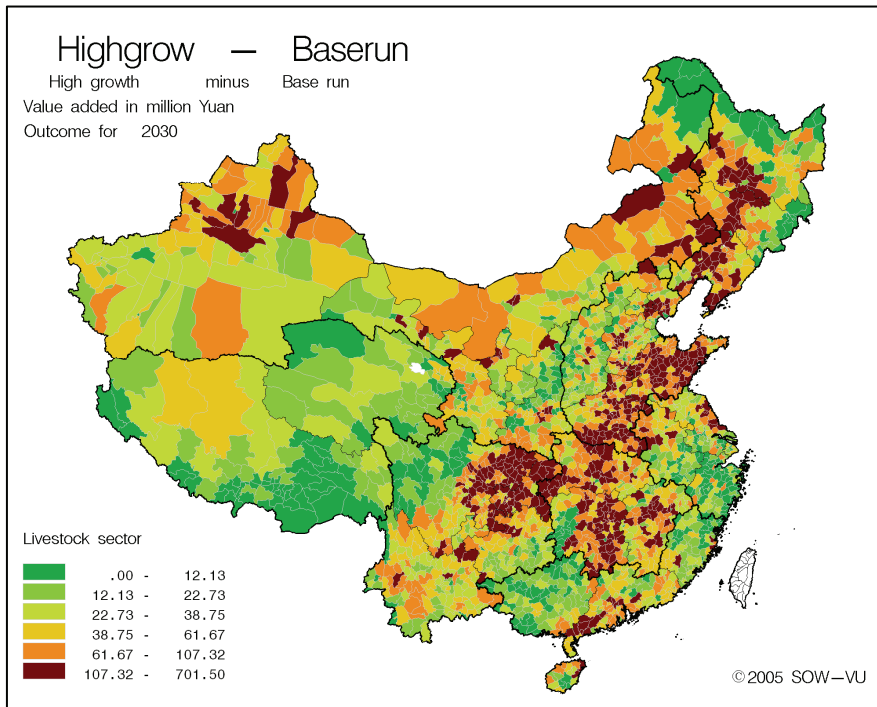 Highgrow — Baserun
High growth minus Base run
Value added in million Yuan
Outcome for 2030
Livestock sector
.00 - 12.13
12.13 - 22.73
22.73 - 38.75
38.75 - 61.67
61.67 - 107.32
107.32 - 701.50
©2005 SOW—VU